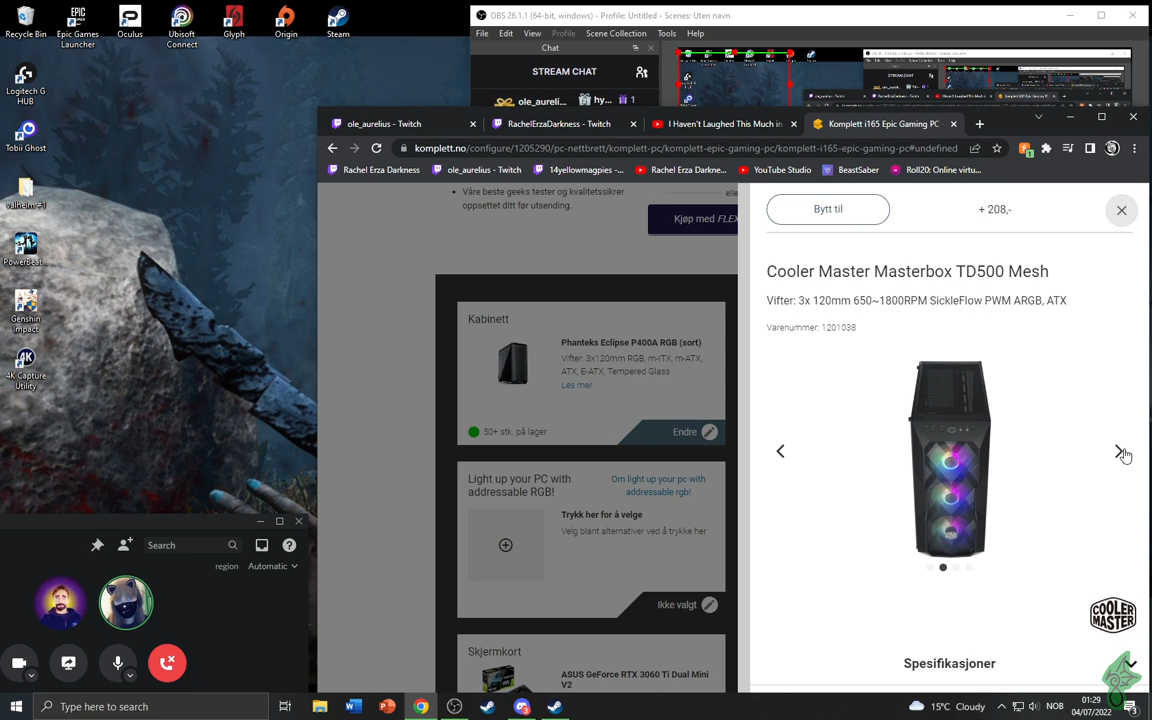 Recycle Bin
Epic Games Launcher
Oculus
Ubisoft Connect
Glyph
Origin
Steam
Logitech G HUB
Tobii Ghost
valheim #1
PowerBeat...
Genshin Impact
4K Capture Utility
OBS 26.1.1 (64-bit, windows) - Profile: Untitled - Scenes: Uten navn
File Edit View Profile Scene Collection Tools Help
Chat
STREAM CHAT
ole_aureli... hy... 1
ole_aurelius - Twitch
RachelErzaDarkness - Twitch
I Haven't Laughed This Much in
Komplett i165 Epic Gaming PC -
komplett.no/configure/1205290/pc-nettbrett/komplett-pc/komplett-epic-gaming-pc/komplett-i165-epic-gaming-pc#undefined
Rachel Erza Darkness
ole_aurelius - Twitch
14yellowmagpies -...
Rachel Erza Darkne...
YouTube Studio
BeatSaber
Roll20: Online virtu...
Våre beste geeks tester og kvalitetssikrer
oppsettet ditt før utsending.
elle
Kjøp med FLEX
Kabinett
Phanteks Eclipse P400A RGB (sort)
Vifter: 3x120mm RGB, m-ITX, m-ATX,
ATX, E-ATX, Tempered Glass
Les mer
50+ stk. på lager
Endre
Light up your PC with
addressable RGB!
Om light up your pc with
addressable rgb!
Trykk her for å velge
Velg blant alternativer ved å trykke her
Ikke valgt
Skjermkort
ASUS GeForce RTX 3060 Ti Dual Mini
V2
Bytt til
+ 208,-
Cooler Master Masterbox TD500 Mesh
Vifter: 3x 120mm 650~1800RPM SickleFlow PWM ARGB, ATX
Varenummer: 1201038
COOLER
MASTER
Spesifikasjoner
Search
region Automatic
Type here to search
15°C Cloudy
NOB
01:29
04/07/2022
3